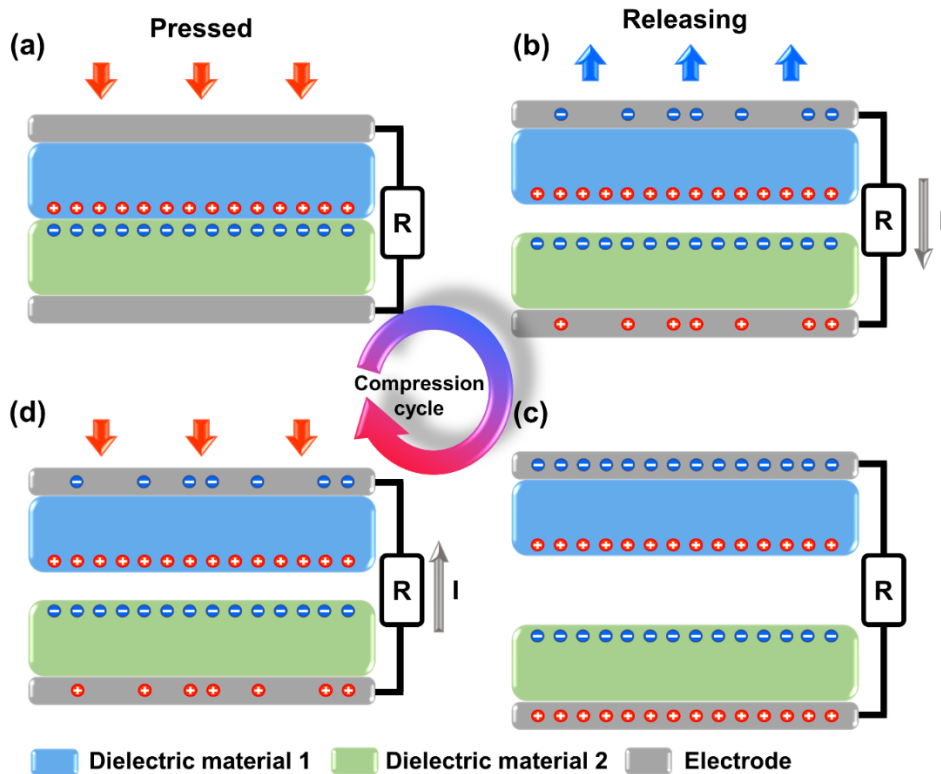 (a)
Pressed
R
(b)
Releasing
R
I
Compression
cycle
(d)
R
I
(c)
R
Dielectric material 1
Dielectric material 2
Electrode